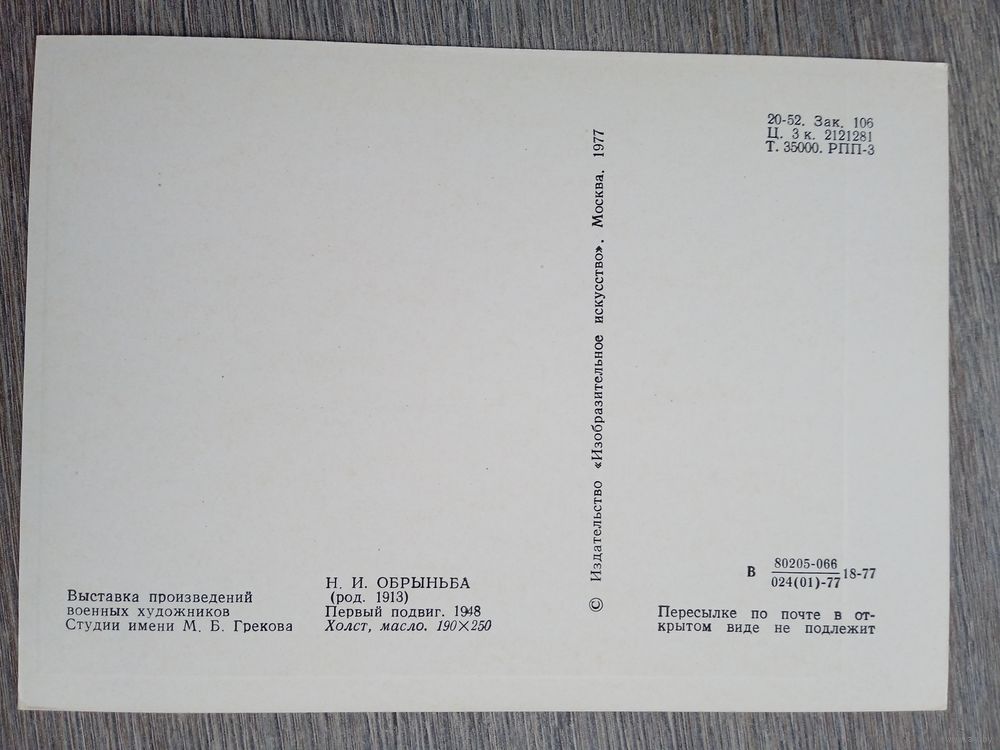 20-52. Зак. 106
Ц. 3 к. 2121281
Т. 35000. РПП-3
© Издательство «Изобразительное искусство». Москва. 1977
В 80205-066
024(01)-77 18-77
Пересылке по почте в от-
крытом виде не подлежит
Выставка произведений
военных художников
Студии имени М. Б. Грекова
Н. И. ОБРЫНЬБА
(род. 1913)
Первый подвиг. 1948
Холст, масло. 190×250